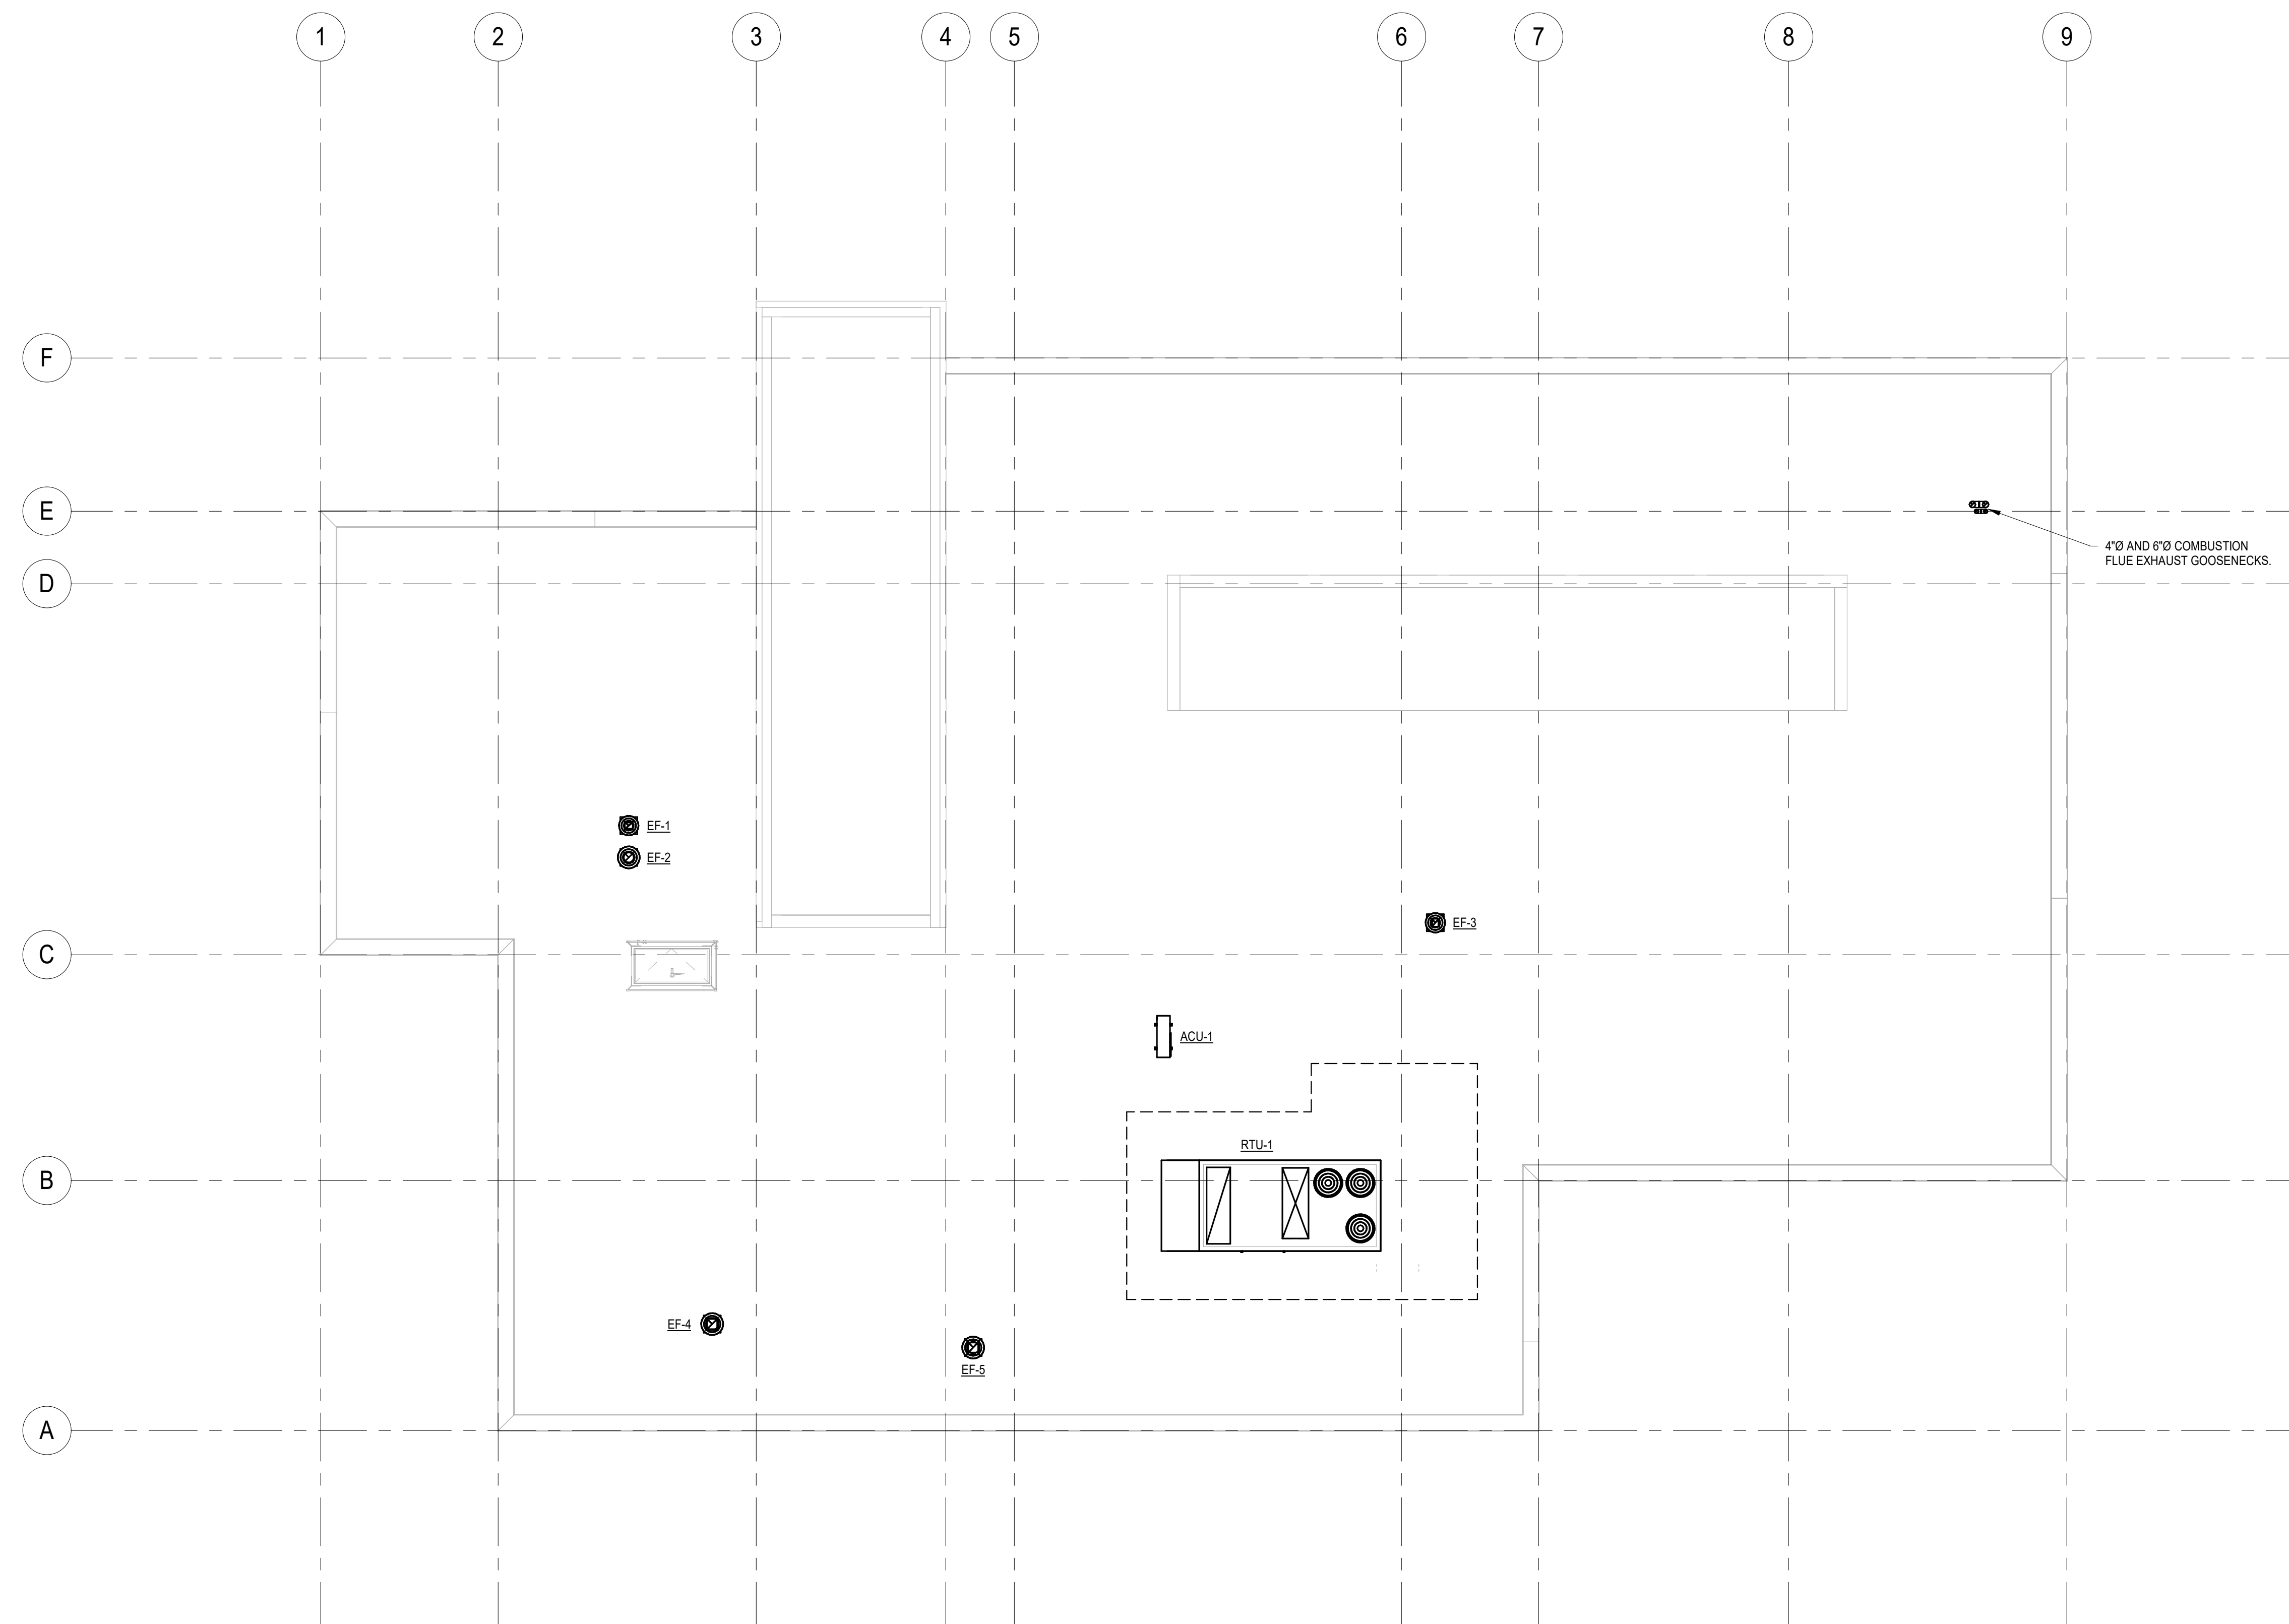 1 2 3 4 5 6 7 8 9
F
E
4"Ø AND 6"Ø COMBUSTION
FLUE EXHAUST GOOSENECKS.
D
EF-1
EF-2
EF-3
C
ACU-1
RTU-1
B
EF-4
EF-5
A